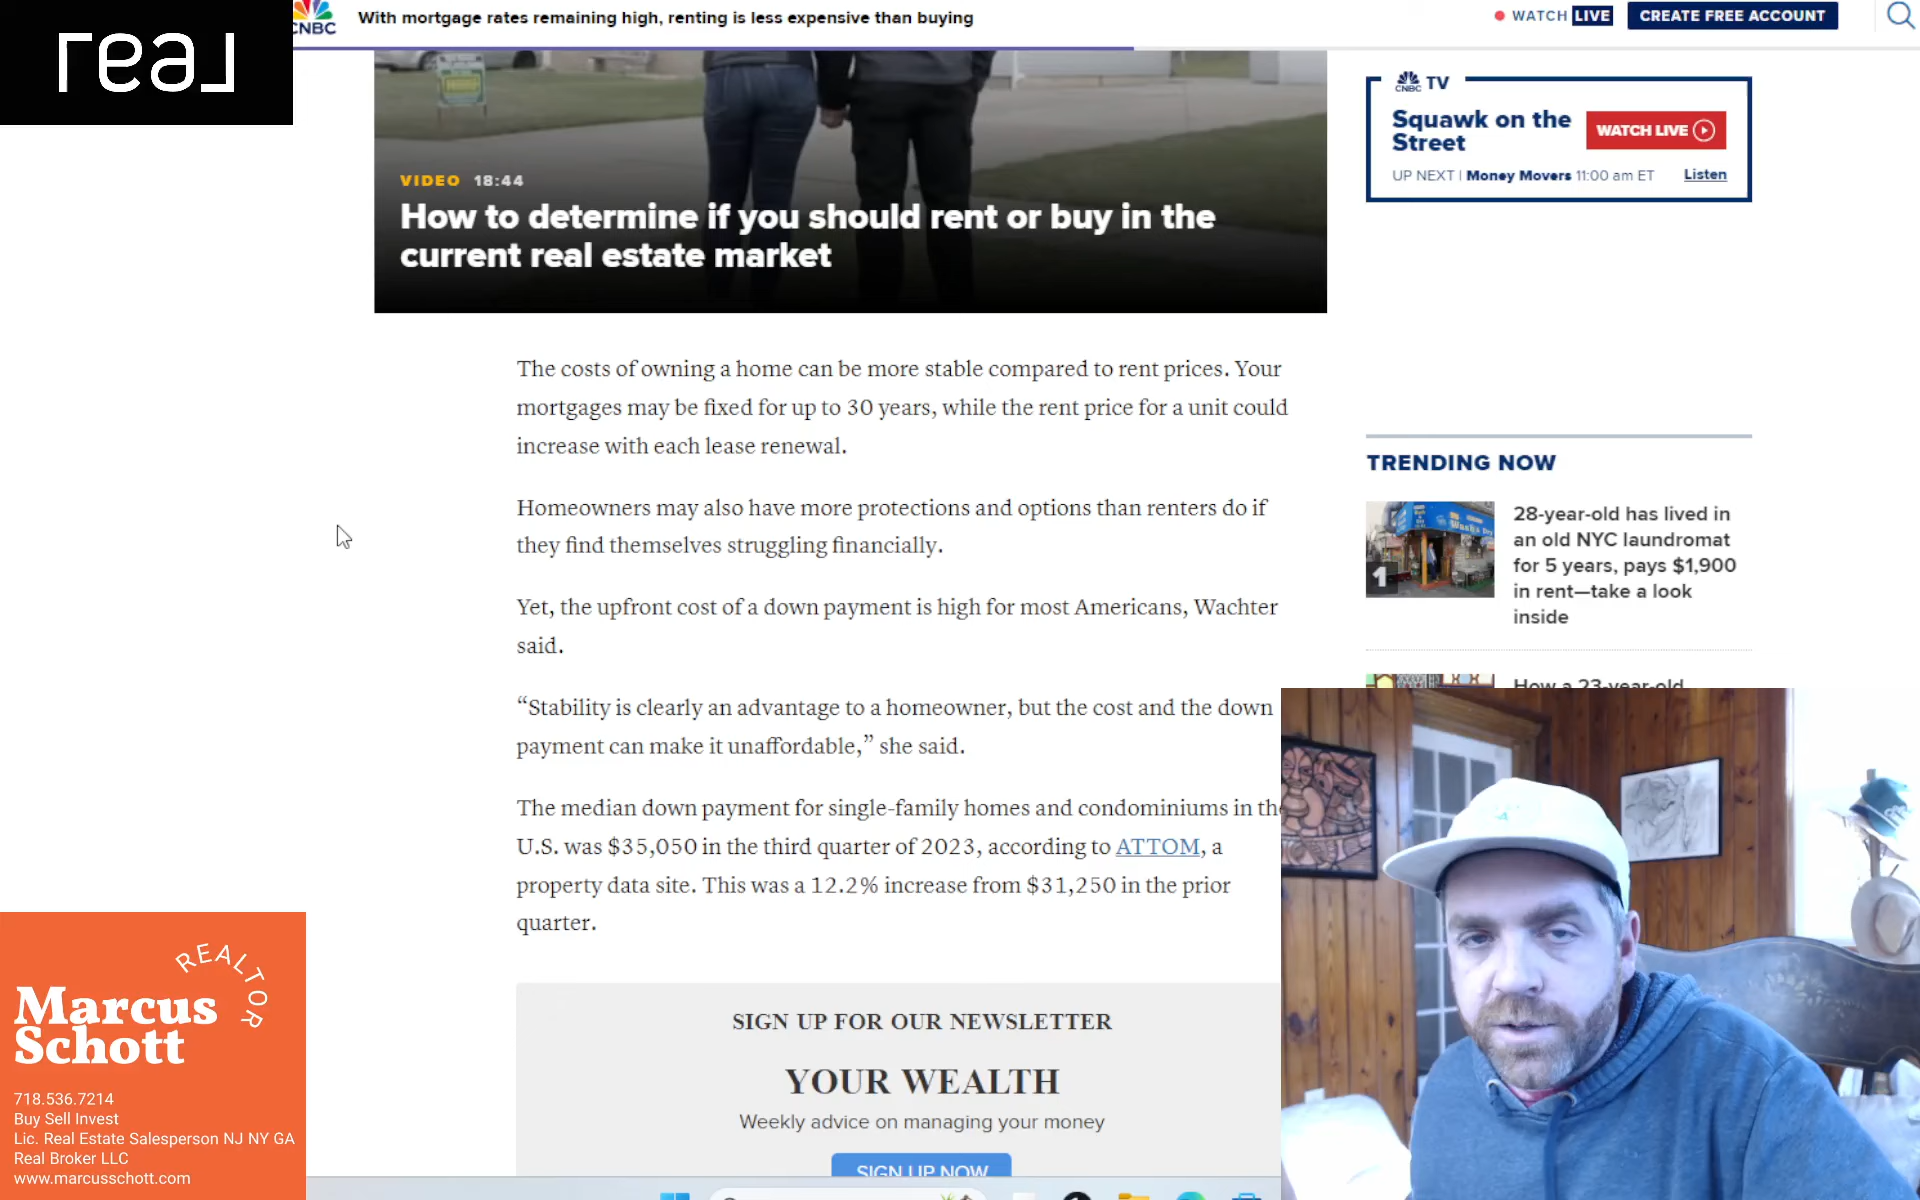 real
CNBC
With mortgage rates remaining high, renting is less expensive than buying
WATCH LIVE
CREATE FREE ACCOUNT
VIDEO 18:44
How to determine if you should rent or buy in the
current real estate market
The costs of owning a home can be more stable compared to rent prices. Your
mortgages may be fixed for up to 30 years, while the rent price for a unit could
increase with each lease renewal.
Homeowners may also have more protections and options than renters do if
they find themselves struggling financially.
Yet, the upfront cost of a down payment is high for most Americans, Wachter
said.
“Stability is clearly an advantage to a homeowner, but the cost and the down
payment can make it unaffordable,” she said.
The median down payment for single-family homes and condominiums in the
U.S. was $35,050 in the third quarter of 2023, according to ATTOM, a
property data site. This was a 12.2% increase from $31,250 in the prior
quarter.
SIGN UP FOR OUR NEWSLETTER
YOUR WEALTH
Weekly advice on managing your money
SIGN UP NOW
CNBC TV
Squawk on the
Street
WATCH LIVE
UP NEXT | Money Movers 11:00 am ET
Listen
TRENDING NOW
1
28-year-old has lived in
an old NYC laundromat
for 5 years, pays $1,900
in rent—take a look
inside
How a 23-year-old
REALTOR
Marcus
Schott
718.536.7214
Buy Sell Invest
Lic. Real Estate Salesperson NJ NY GA
Real Broker LLC
www.marcusschott.com